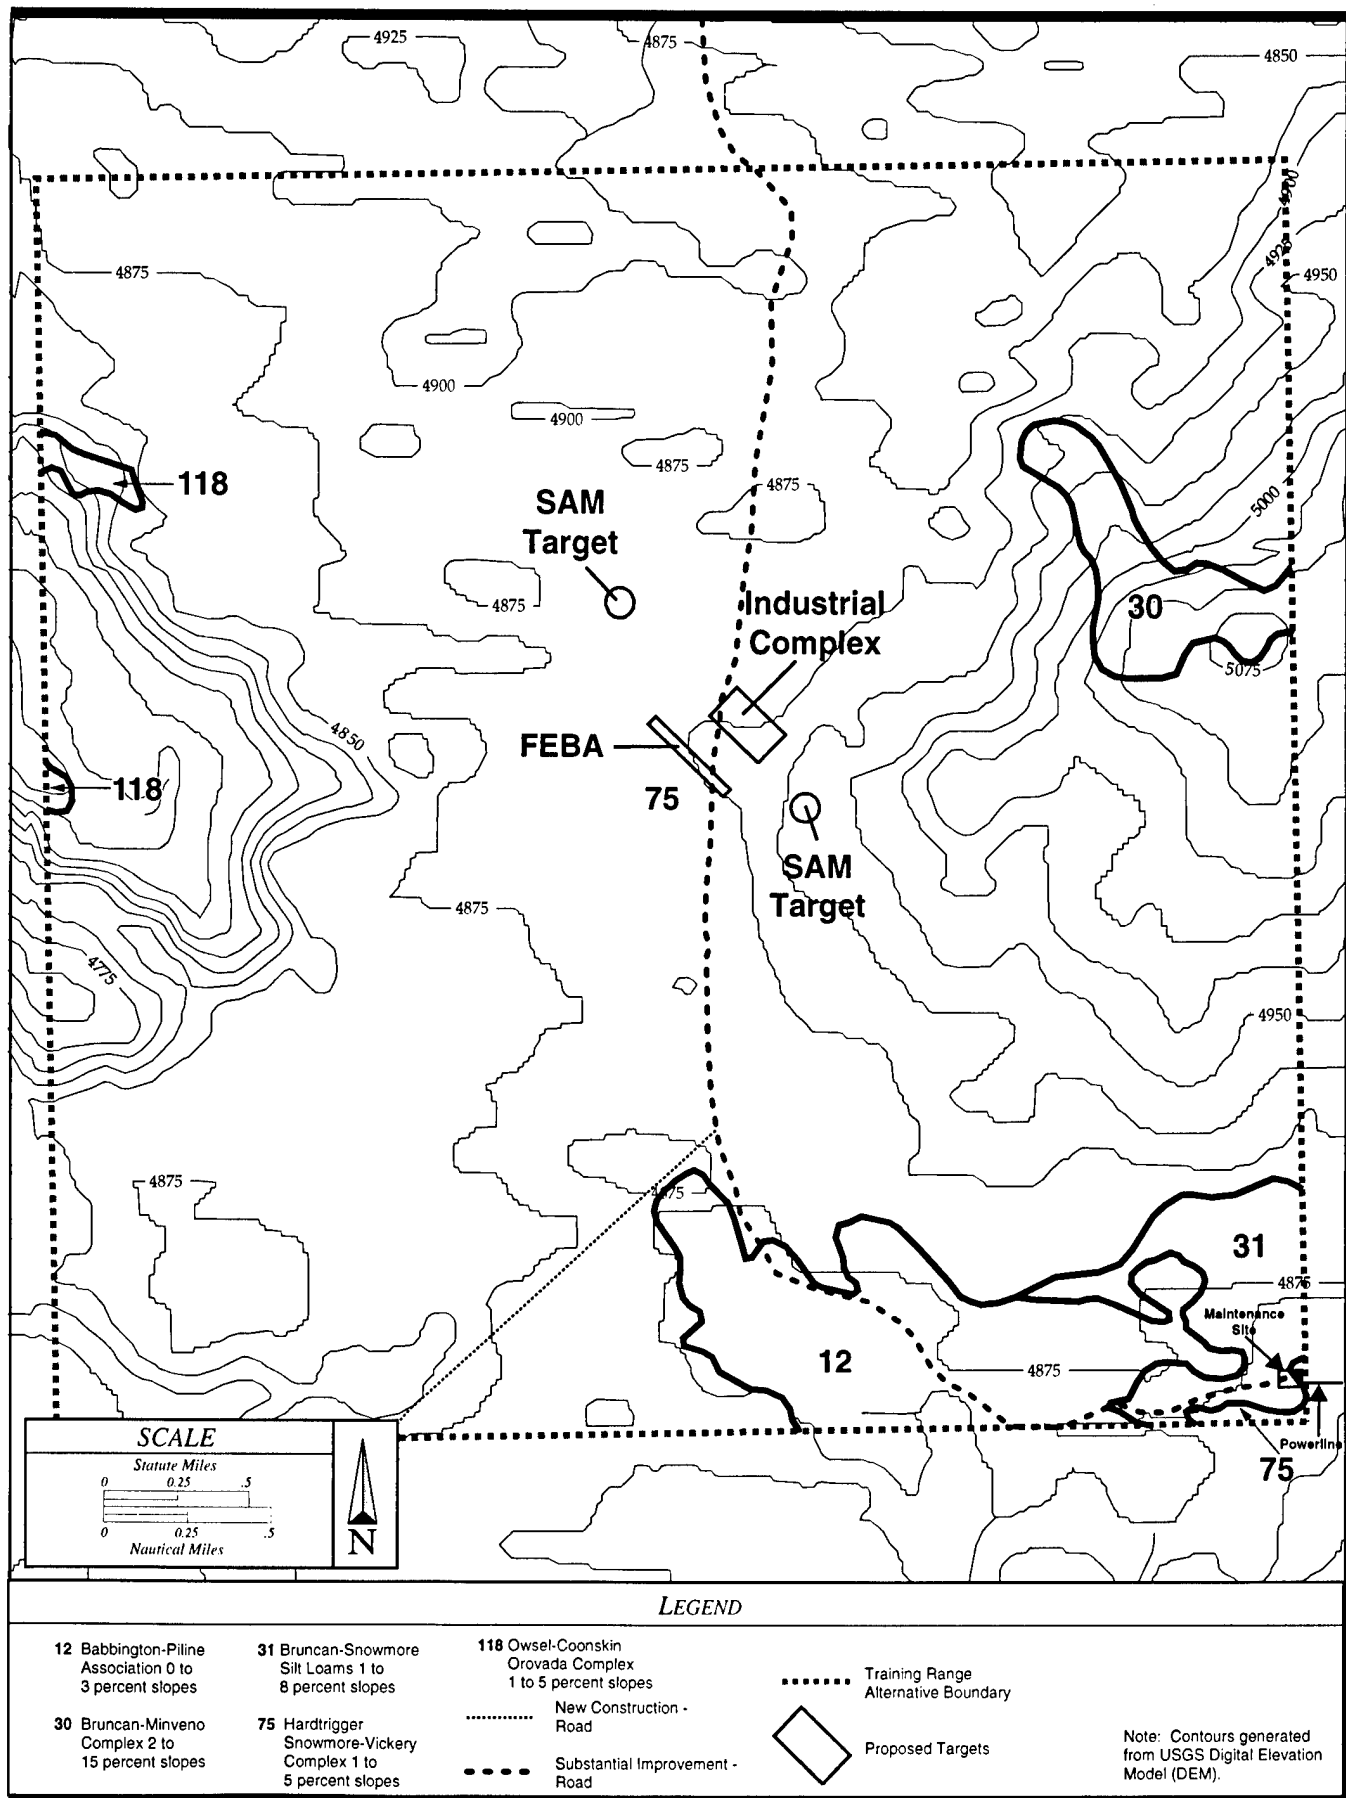 4925
4875
4850
4900
4925
4950
4875
4900
4900
4875
4875
118
SAM
Target
5000
4875
Industrial
Complex
30
5075
4850
FEBA
118
75
SAM
Target
4875
4775
4950
4875
4875
31
4875
Maintenance
Site
12
4875
Powerline
75
SCALE
Statute Miles
0 0.25 .5
0 0.25 .5
Nautical Miles
N
LEGEND
12 Babbington-Piline
Association 0 to
3 percent slopes
30 Bruncan-Minveno
Complex 2 to
15 percent slopes
31 Bruncan-Snowmore
Silt Loams 1 to
8 percent slopes
75 Hardtrigger
Snowmore-Vickery
Complex 1 to
5 percent slopes
118 Owsel-Coonskin
Orovada Complex
1 to 5 percent slopes
New Construction -
Road
Substantial Improvement -
Road
Training Range
Alternative Boundary
Proposed Targets
Note: Contours generated
from USGS Digital Elevation
Model (DEM).